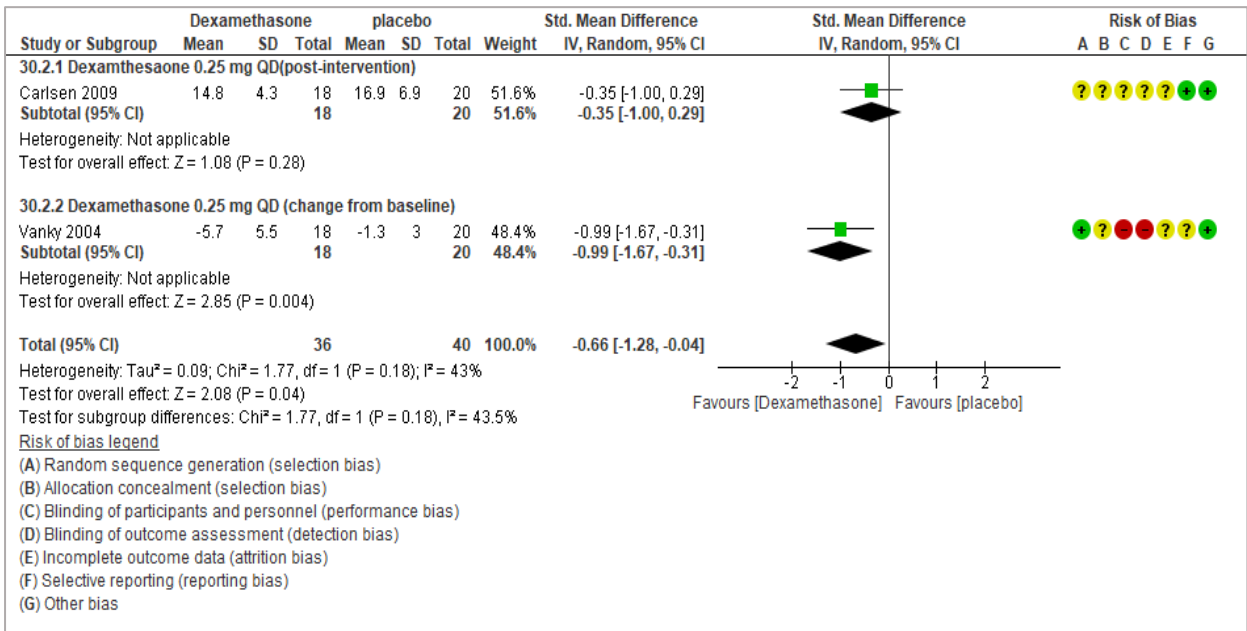 Dexamethasone placebo Std. Mean Difference Std. Mean Difference Risk of Bias
Study or Subgroup Mean SD Total Mean SD Total Weight IV, Random, 95% CI IV, Random, 95% CI A B C D E F G
30.2.1 Dexamthesaone 0.25 mg QD(post-intervention)
Carlsen 2009 14.8 4.3 18 16.9 6.9 20 51.6% -0.35 [-1.00, 0.29] ? ? ? ? ? + +
Subtotal (95% CI) 18 20 51.6% -0.35 [-1.00, 0.29]
Heterogeneity: Not applicable
Test for overall effect: Z = 1.08 (P = 0.28)
30.2.2 Dexamethasone 0.25 mg QD (change from baseline)
Vanky 2004 -5.7 5.5 18 -1.3 3 20 48.4% -0.99 [-1.67, -0.31] + ? - - ? ? +
Subtotal (95% CI) 18 20 48.4% -0.99 [-1.67, -0.31]
Heterogeneity: Not applicable
Test for overall effect: Z = 2.85 (P = 0.004)
Total (95% CI) 36 40 100.0% -0.66 [-1.28, -0.04]
Heterogeneity: Tau² = 0.09; Chi² = 1.77, df = 1 (P = 0.18); I² = 43%
Test for overall effect: Z = 2.08 (P = 0.04)
Test for subgroup differences: Chi² = 1.77, df = 1 (P = 0.18), I² = 43.5%
-2 -1 0 1 2
Favours [Dexamethasone] Favours [placebo]
Risk of bias legend
(A) Random sequence generation (selection bias)
(B) Allocation concealment (selection bias)
(C) Blinding of participants and personnel (performance bias)
(D) Blinding of outcome assessment (detection bias)
(E) Incomplete outcome data (attrition bias)
(F) Selective reporting (reporting bias)
(G) Other bias